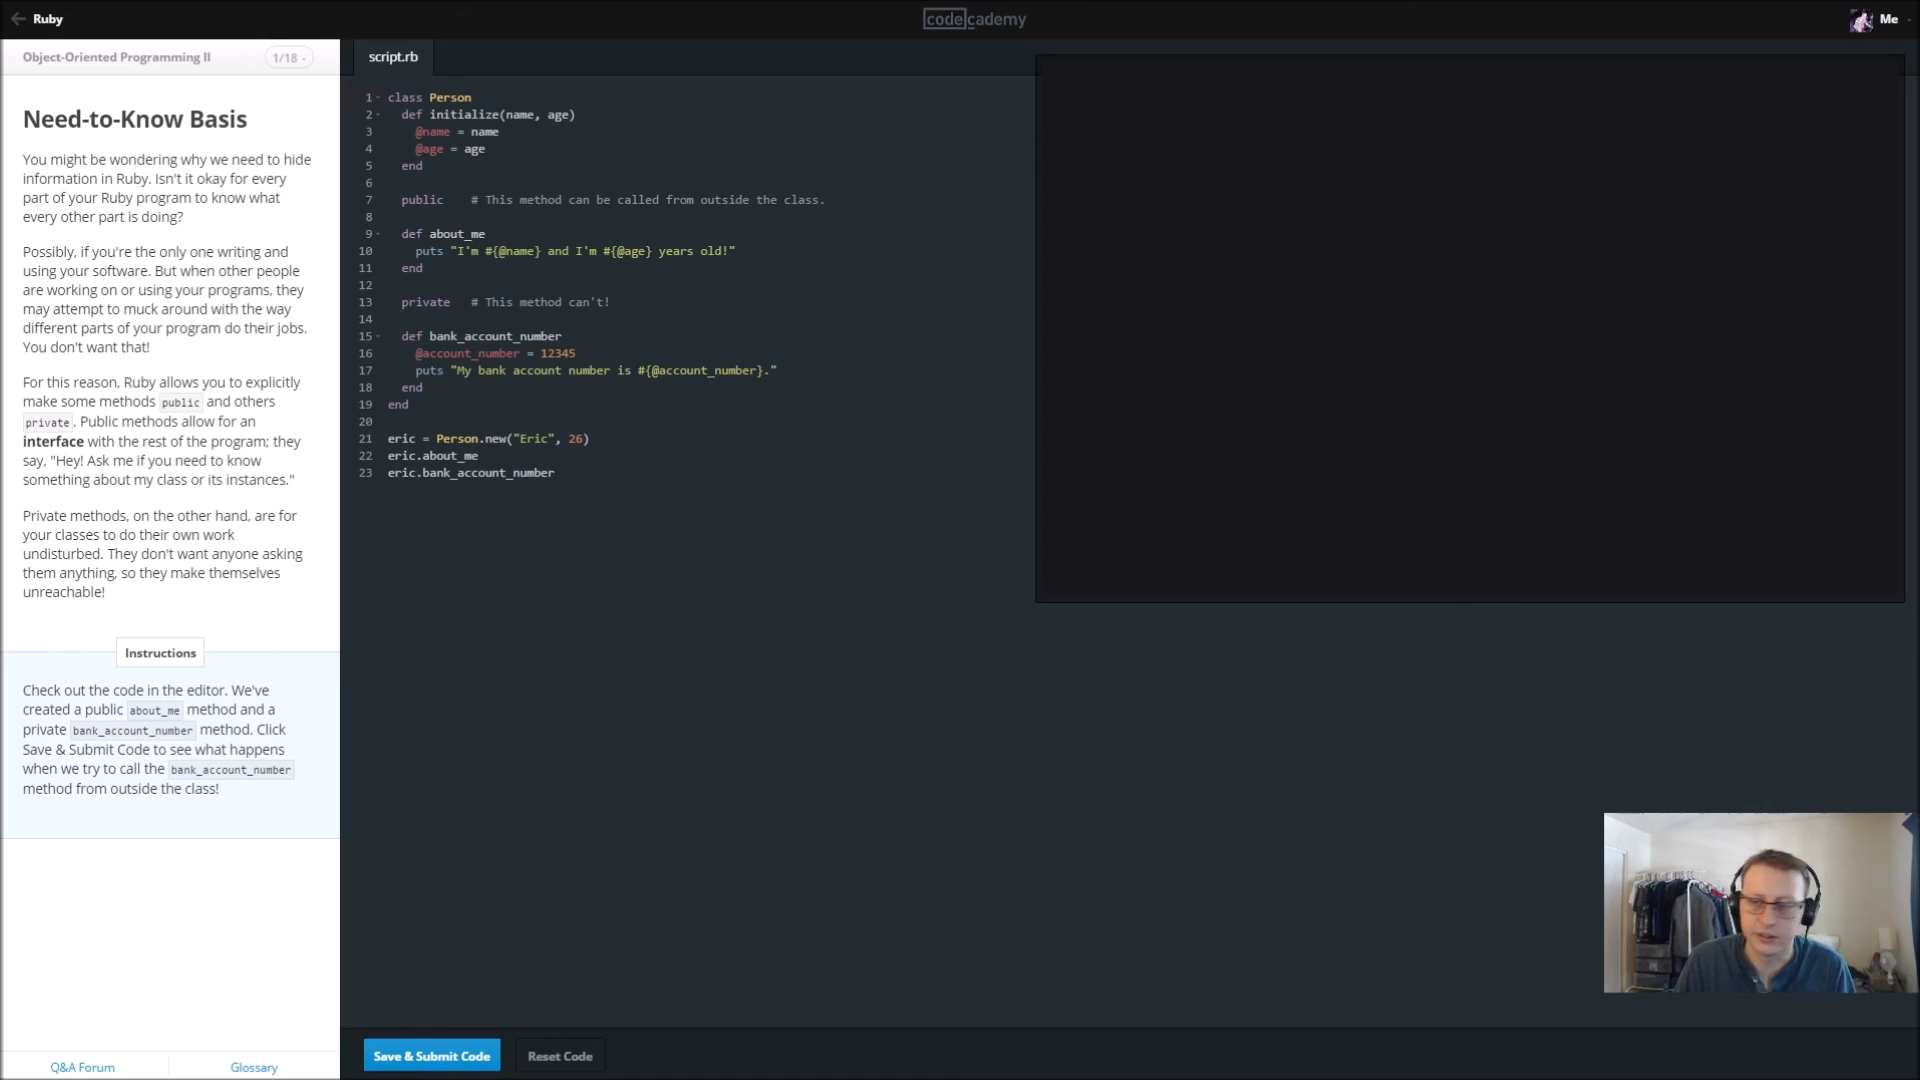 Ruby
codecademy
Me
Object-Oriented Programming II
1/18
script.rb
Need-to-Know Basis
You might be wondering why we need to hide
information in Ruby. Isn't it okay for every
part of your Ruby program to know what
every other part is doing?
Possibly, if you're the only one writing and
using your software. But when other people
are working on or using your programs, they
may attempt to muck around with the way
different parts of your program do their jobs.
You don't want that!
For this reason, Ruby allows you to explicitly
make some methods public and others
private. Public methods allow for an
interface with the rest of the program; they
say, "Hey! Ask me if you need to know
something about my class or its instances."
Private methods, on the other hand, are for
your classes to do their own work
undisturbed. They don't want anyone asking
them anything, so they make themselves
unreachable!
Instructions
Check out the code in the editor. We've
created a public about_me method and a
private bank_account_number method. Click
Save & Submit Code to see what happens
when we try to call the bank_account_number
method from outside the class!
Q&A Forum
Glossary
1 class Person
2 def initialize(name, age)
3 @name = name
4 @age = age
5 end
6
7 public # This method can be called from outside the class.
8
9 def about_me
10 puts "I'm #{@name} and I'm #{@age} years old!"
11 end
12
13 private # This method can't!
14
15 def bank_account_number
16 @account_number = 12345
17 puts "My bank account number is #{@account_number}."
18 end
19 end
20
21 eric = Person.new("Eric", 26)
22 eric.about_me
23 eric.bank_account_number
Save & Submit Code
Reset Code